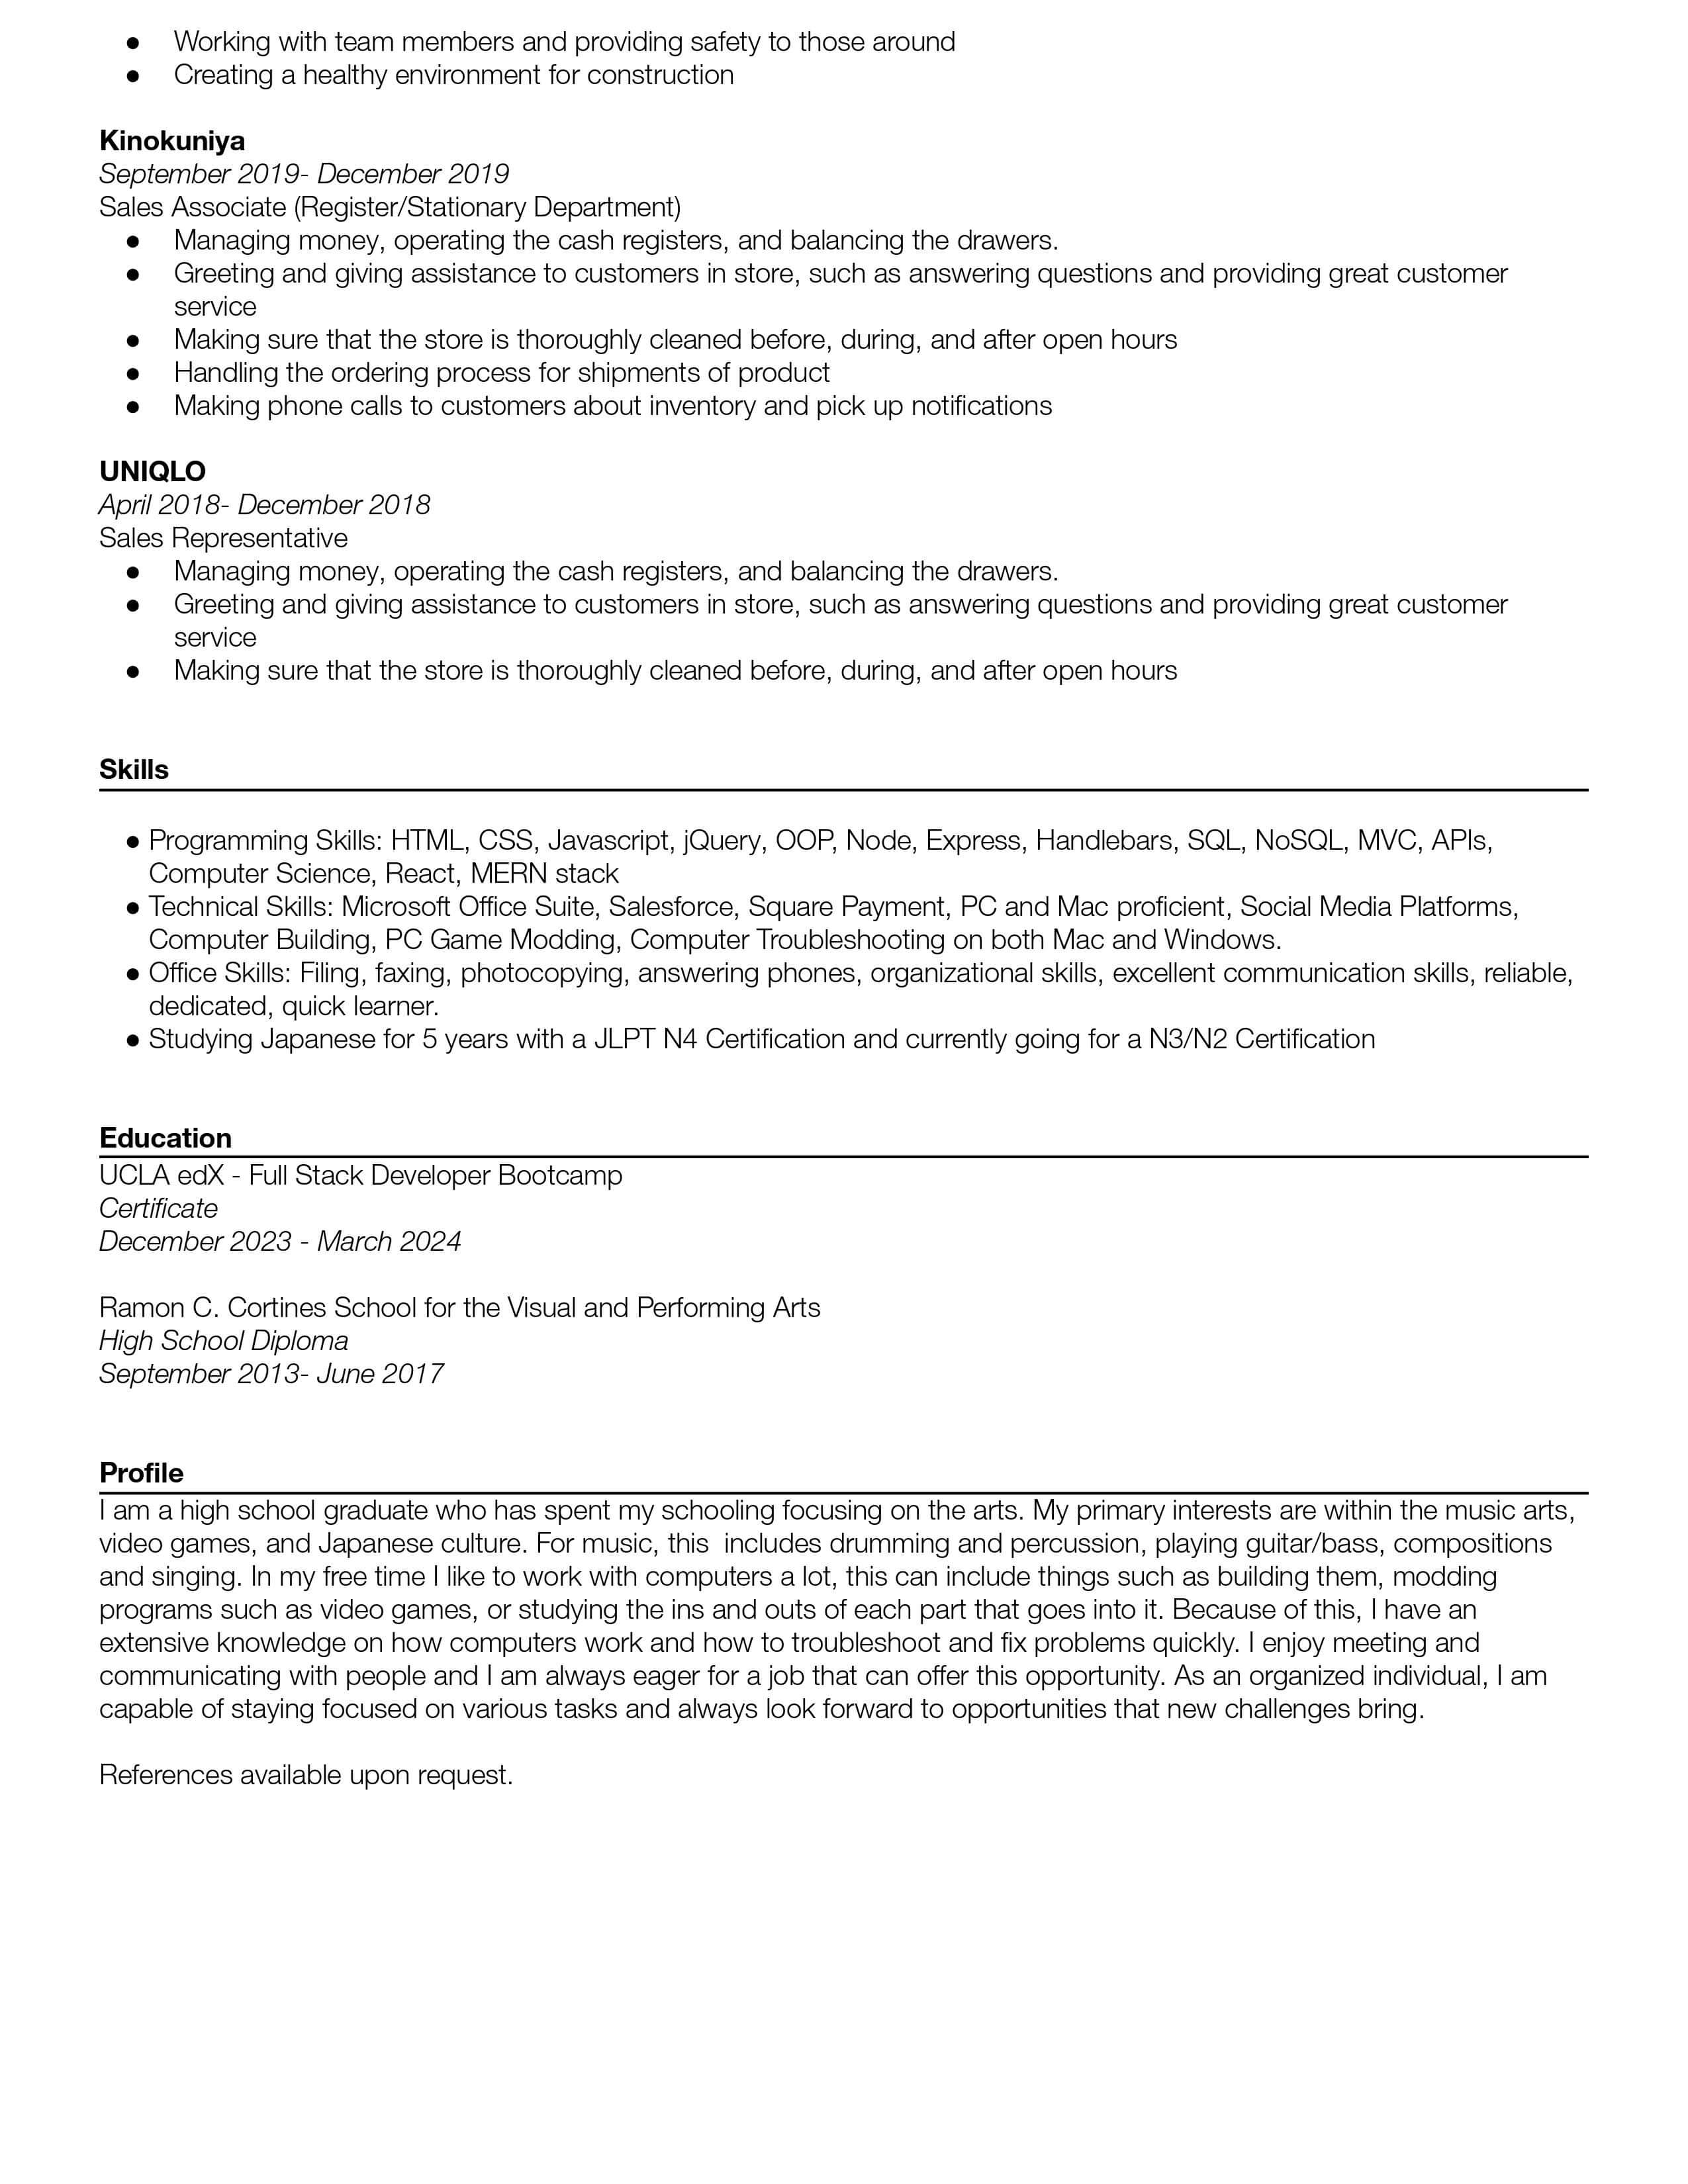 ● Working with team members and providing safety to those around
● Creating a healthy environment for construction
Kinokuniya
September 2019- December 2019
Sales Associate (Register/Stationary Department)
● Managing money, operating the cash registers, and balancing the drawers.
● Greeting and giving assistance to customers in store, such as answering questions and providing great customer
service
● Making sure that the store is thoroughly cleaned before, during, and after open hours
● Handling the ordering process for shipments of product
● Making phone calls to customers about inventory and pick up notifications
UNIQLO
April 2018- December 2018
Sales Representative
● Managing money, operating the cash registers, and balancing the drawers.
● Greeting and giving assistance to customers in store, such as answering questions and providing great customer
service
● Making sure that the store is thoroughly cleaned before, during, and after open hours
Skills
● Programming Skills: HTML, CSS, Javascript, jQuery, OOP, Node, Express, Handlebars, SQL, NoSQL, MVC, APIs,
Computer Science, React, MERN stack
● Technical Skills: Microsoft Office Suite, Salesforce, Square Payment, PC and Mac proficient, Social Media Platforms,
Computer Building, PC Game Modding, Computer Troubleshooting on both Mac and Windows.
● Office Skills: Filing, faxing, photocopying, answering phones, organizational skills, excellent communication skills, reliable,
dedicated, quick learner.
● Studying Japanese for 5 years with a JLPT N4 Certification and currently going for a N3/N2 Certification
Education
UCLA edX - Full Stack Developer Bootcamp
Certificate
December 2023 - March 2024
Ramon C. Cortines School for the Visual and Performing Arts
High School Diploma
September 2013- June 2017
Profile
I am a high school graduate who has spent my schooling focusing on the arts. My primary interests are within the music arts,
video games, and Japanese culture. For music, this  includes drumming and percussion, playing guitar/bass, compositions
and singing. In my free time I like to work with computers a lot, this can include things such as building them, modding
programs such as video games, or studying the ins and outs of each part that goes into it. Because of this, I have an
extensive knowledge on how computers work and how to troubleshoot and fix problems quickly. I enjoy meeting and
communicating with people and I am always eager for a job that can offer this opportunity. As an organized individual, I am
capable of staying focused on various tasks and always look forward to opportunities that new challenges bring.
References available upon request.